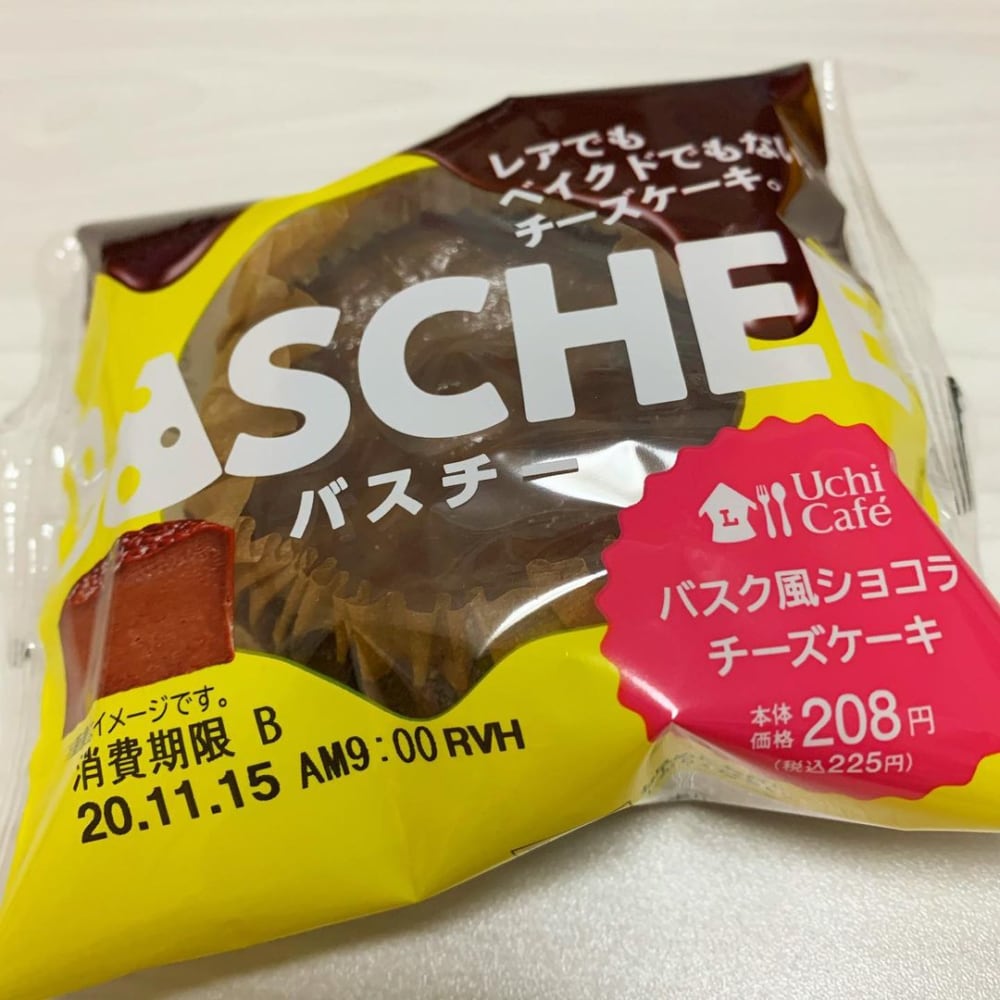 レアでも
ベイクドでもない
チーズケーキ。
BASCHEE
バスチー
Uchi
Café
L
バスク風ショコラ
チーズケーキ
本体
価格 208円
(税込225円)
イメージです。
消費期限 B
20.11.15 AM9:00 RVH